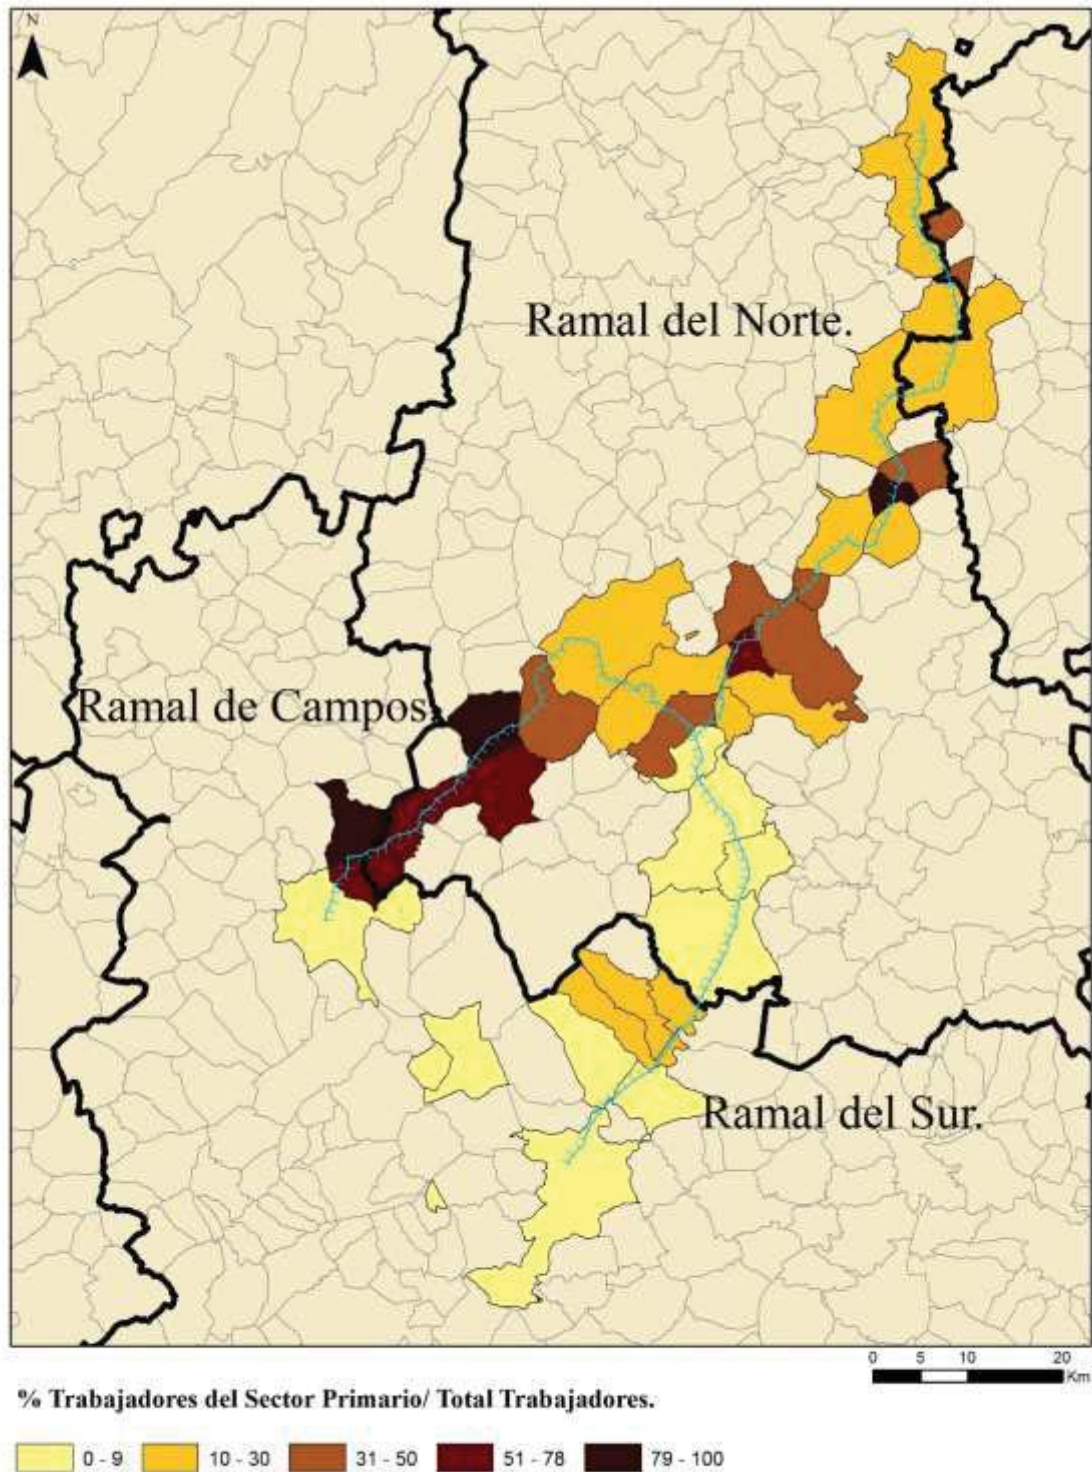 N
Ramal del Norte.
Ramal de Campos.
Ramal del Sur.
0 5 10 20
Km
% Trabajadores del Sector Primario/ Total Trabajadores.
0 - 9 10 - 30 31 - 50 51 - 78 79 - 100